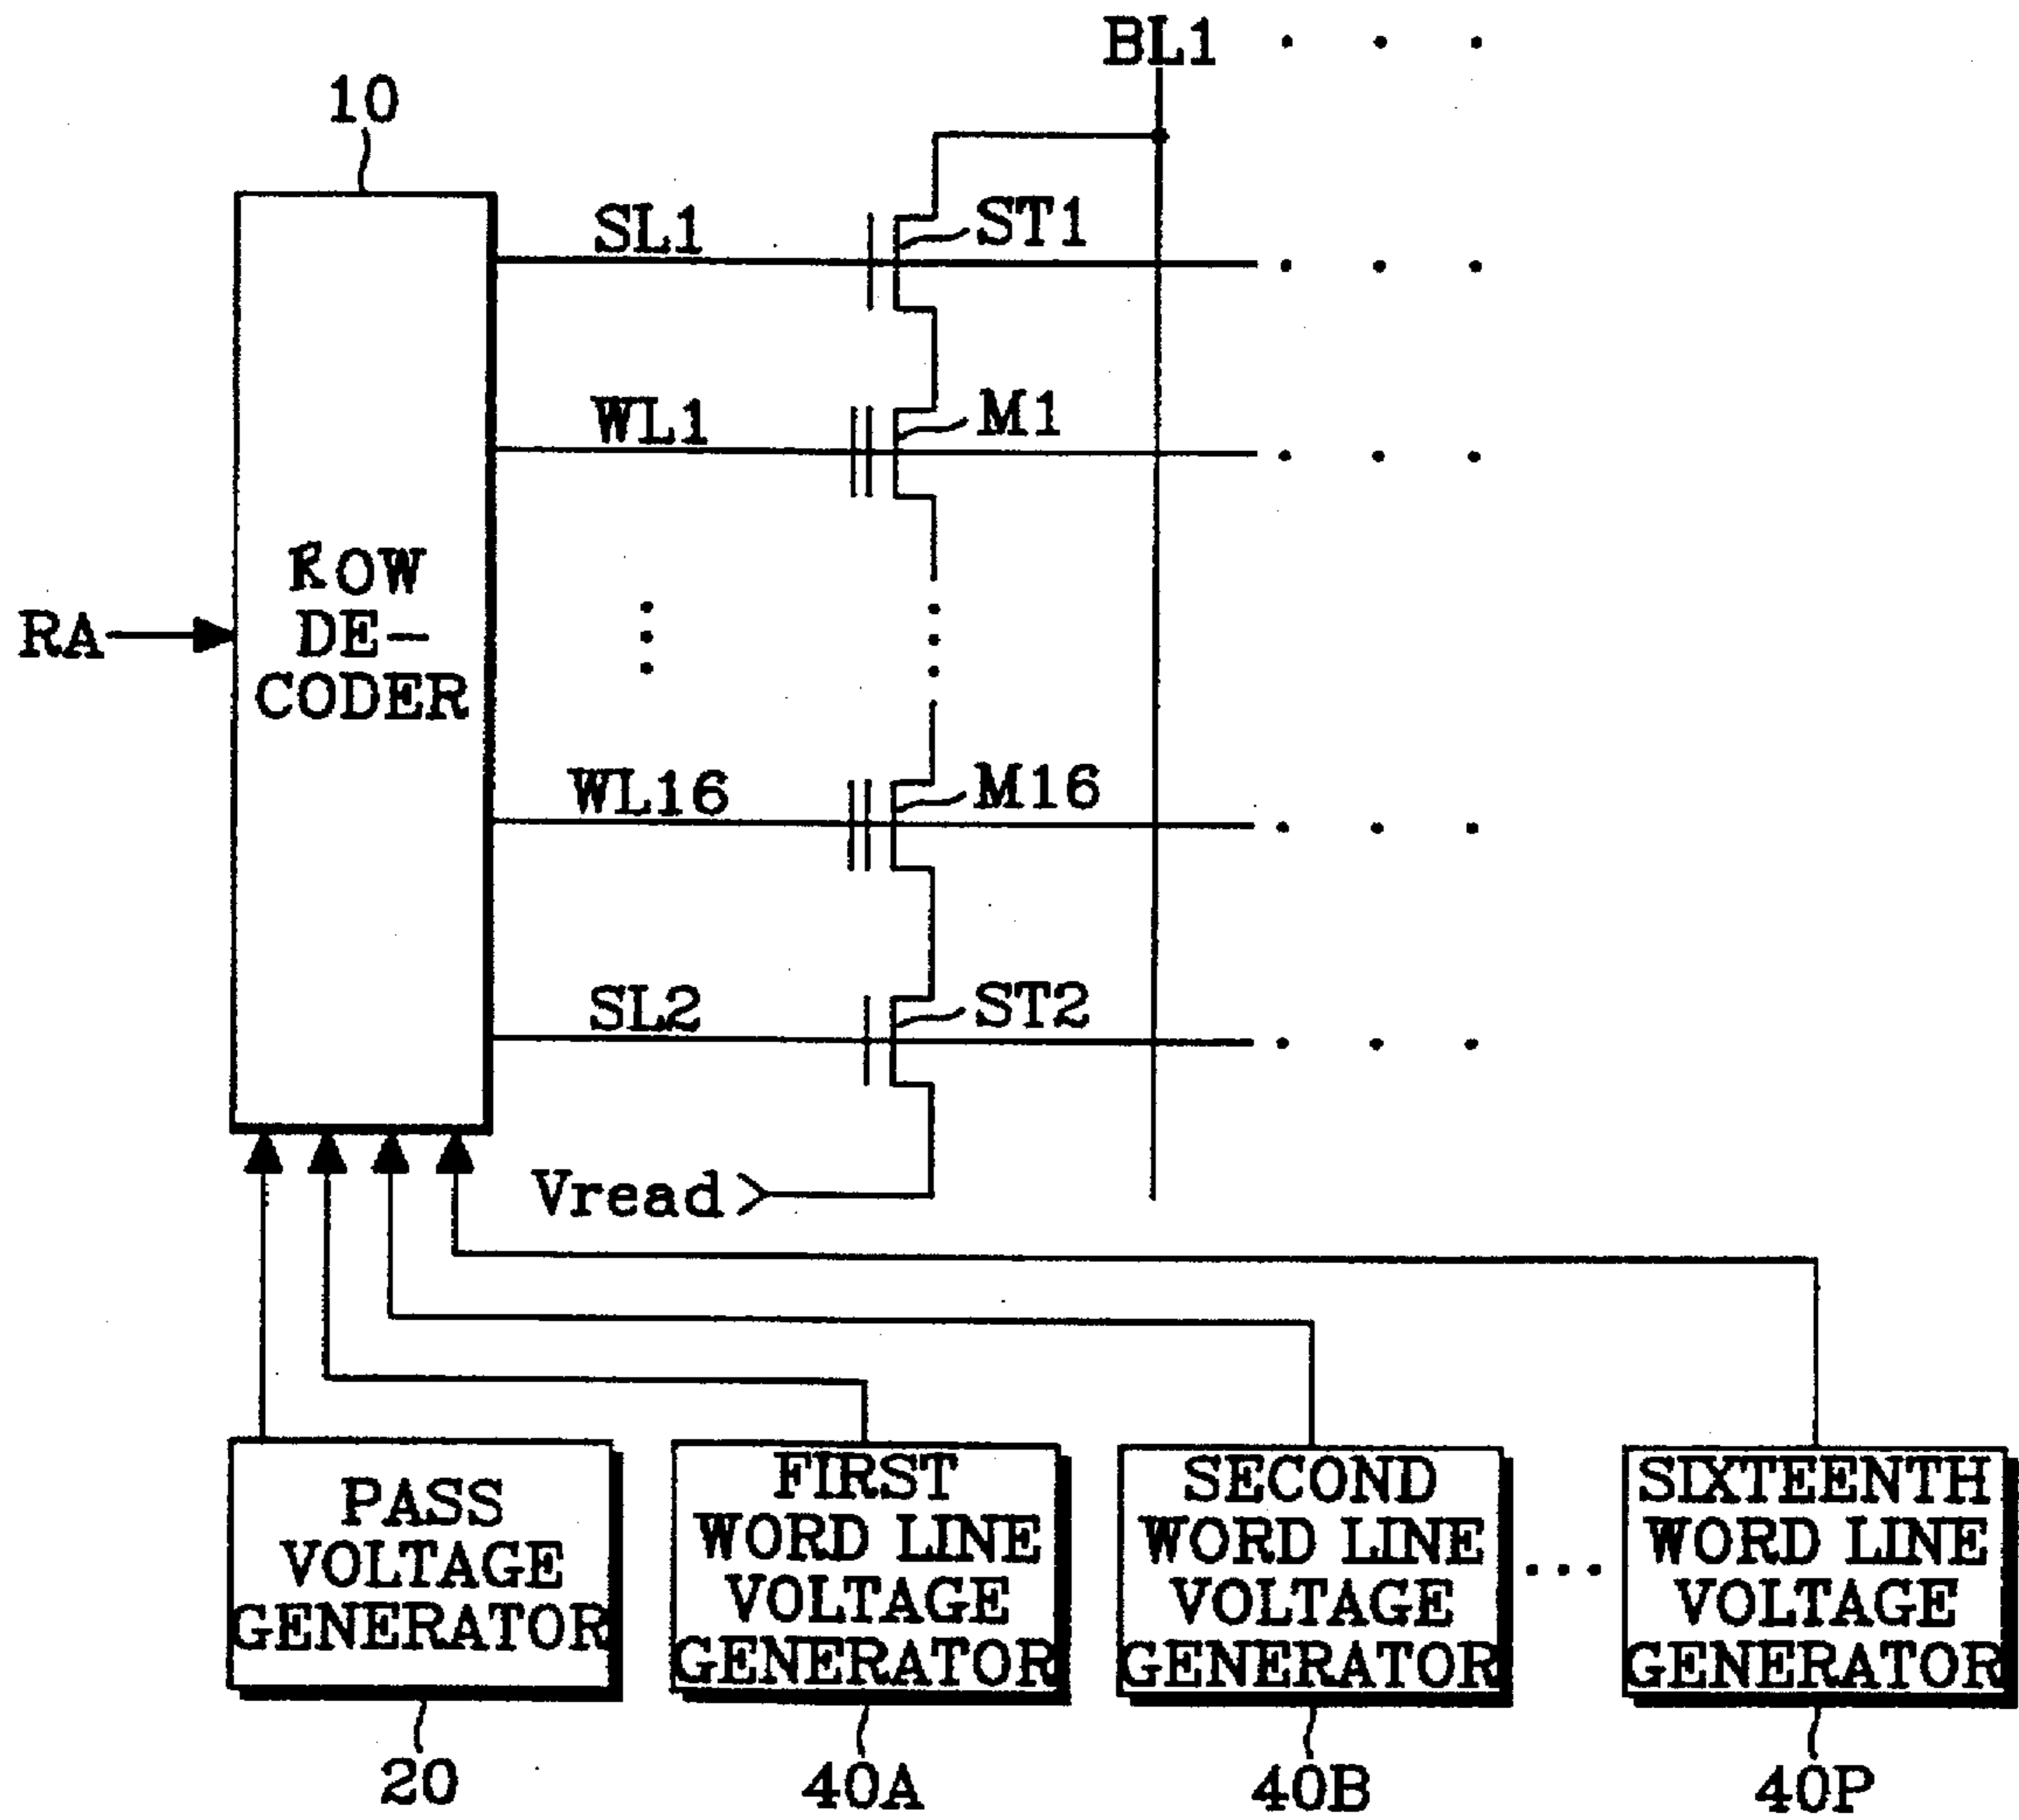 BL1 . . .
10
SL1
ST1
WL1
M1
ROW
DE-
CODER
RA
WL16
M16
SL2
ST2
Vread
PASS
VOLTAGE
GENERATOR
FIRST
WORD LINE
VOLTAGE
GENERATOR
SECOND
WORD LINE
VOLTAGE
GENERATOR
...
SIXTEENTH
WORD LINE
VOLTAGE
GENERATOR
20
40A
40B
40P